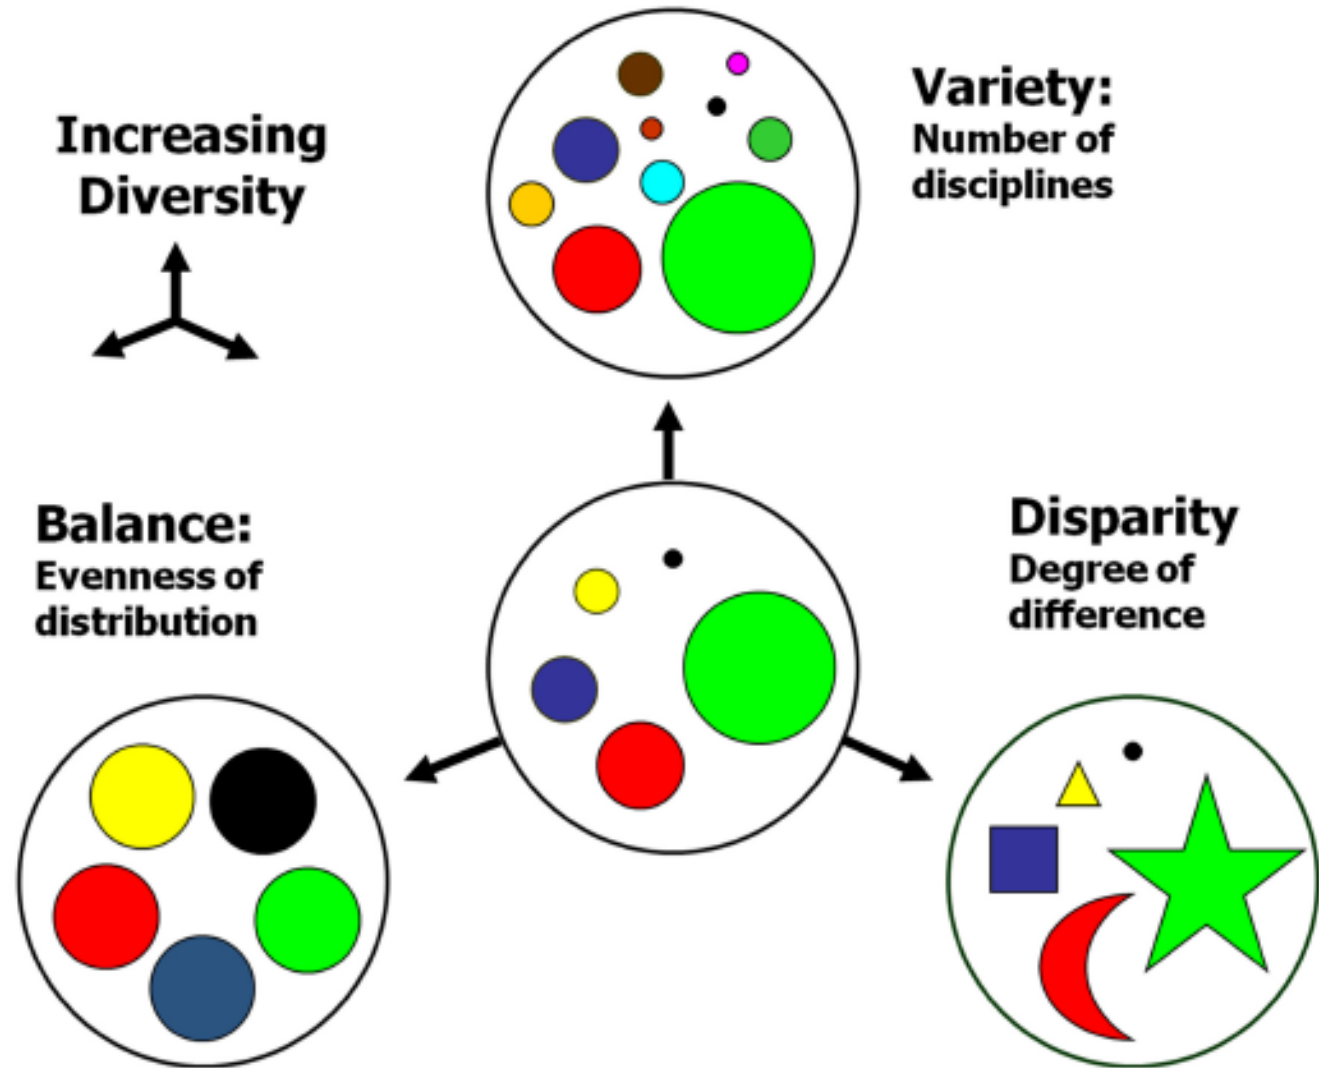 Increasing
Diversity
Variety:
Number of
disciplines
Balance:
Evenness of
distribution
Disparity
Degree of
difference